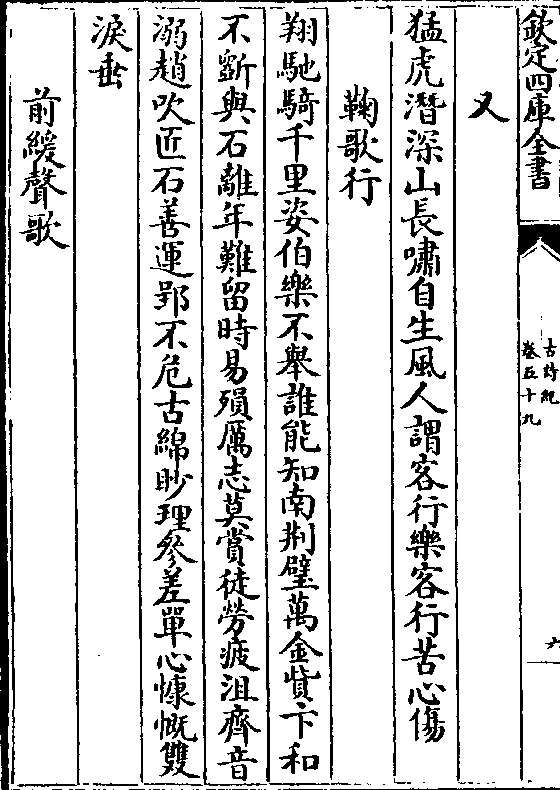 欽定四庫全書
古詩紀
卷五十九
六
又
猛虎潛深山長嘯自生風人謂客行樂客行苦心傷
鞠歌行
翔馳騎千里姿伯樂不舉誰能知南荆璧萬金貲卞和
不斵與石離年難留時易殞厲志莫賞徒勞疲沮齊音
溺趙吹匠石善運郢不危古綿眇理參差單心慷慨雙
淚垂
前緩聲歌